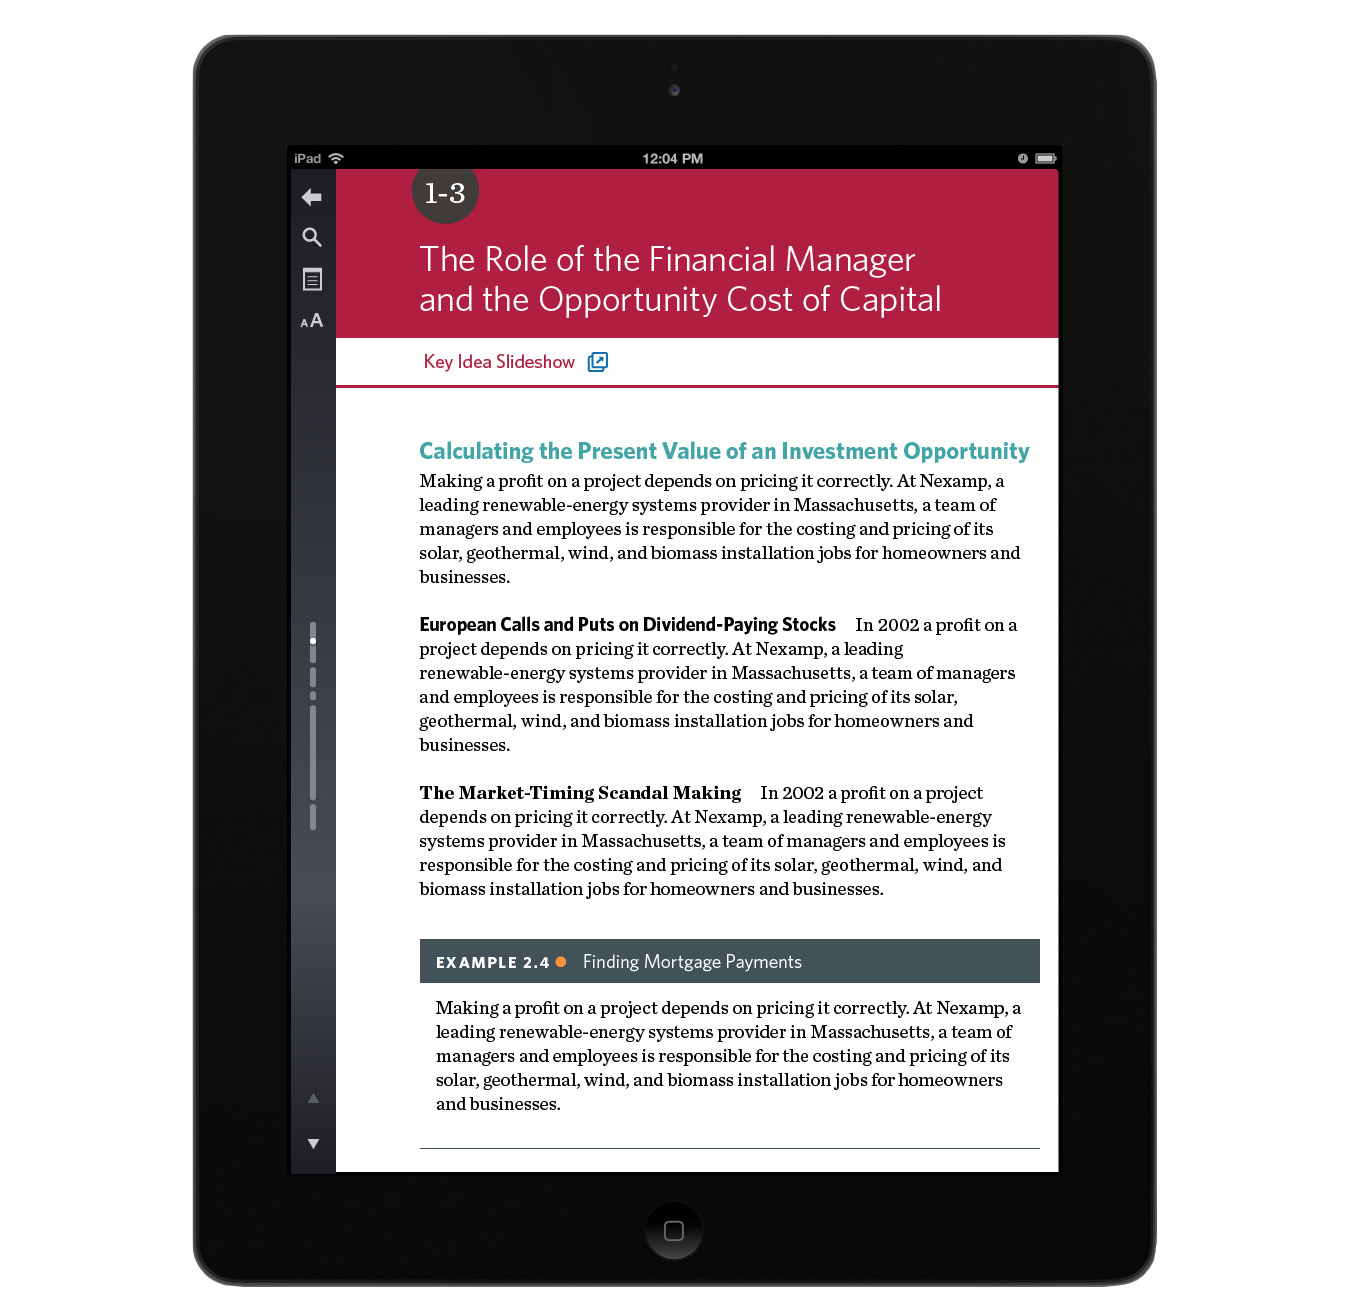 iPad
12:04 PM
1-3
The Role of the Financial Manager
and the Opportunity Cost of Capital
AA
Key Idea Slideshow
Calculating the Present Value of an Investment Opportunity
Making a profit on a project depends on pricing it correctly. At Nexamp, a
leading renewable-energy systems provider in Massachusetts, a team of
managers and employees is responsible for the costing and pricing of its
solar, geothermal, wind, and biomass installation jobs for homeowners and
businesses.
European Calls and Puts on Dividend-Paying Stocks In 2002 a profit on a
project depends on pricing it correctly. At Nexamp, a leading
renewable-energy systems provider in Massachusetts, a team of managers
and employees is responsible for the costing and pricing of its solar,
geothermal, wind, and biomass installation jobs for homeowners and
businesses.
The Market-Timing Scandal Making In 2002 a profit on a project
depends on pricing it correctly. At Nexamp, a leading renewable-energy
systems provider in Massachusetts, a team of managers and employees is
responsible for the costing and pricing of its solar, geothermal, wind, and
biomass installation jobs for homeowners and businesses.
EXAMPLE 2.4 Finding Mortgage Payments
Making a profit on a project depends on pricing it correctly. At Nexamp, a
leading renewable-energy systems provider in Massachusetts, a team of
managers and employees is responsible for the costing and pricing of its
solar, geothermal, wind, and biomass installation jobs for homeowners
and businesses.